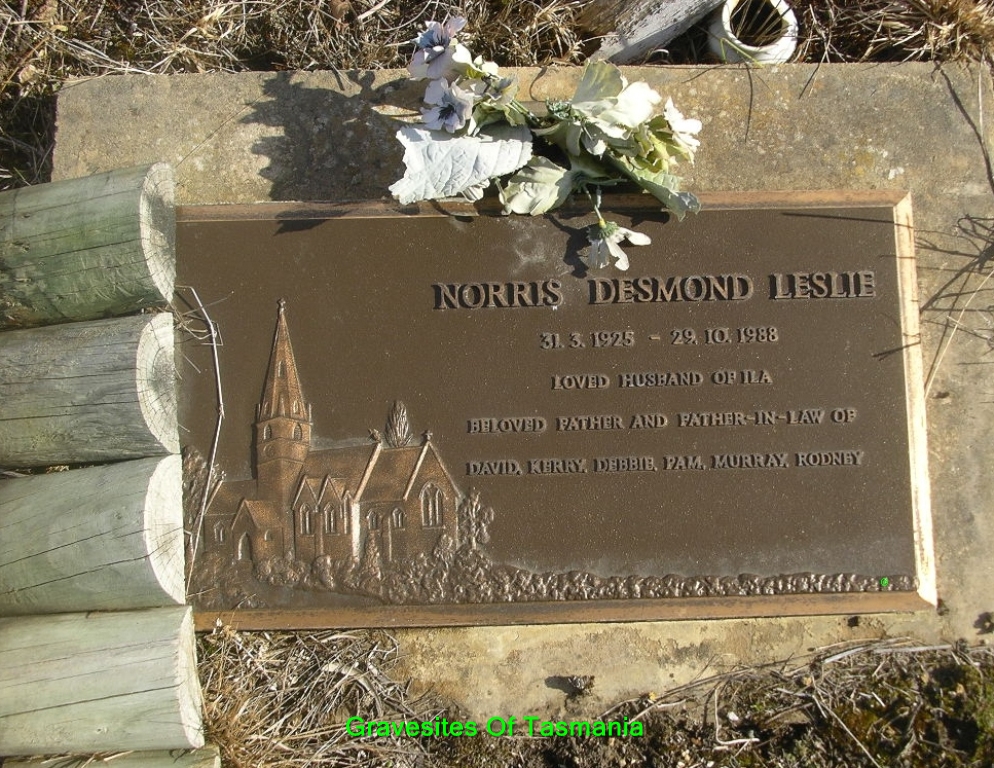 NORRIS DESMOND LESLIE
31. 3. 1925 - 29. 10. 1988
LOVED HUSBAND OF ILA
BELOVED FATHER AND FATHER-IN-LAW OF
DAVID, KERRY, DEBBIE, PAM, MURRAY, RODNEY
Gravesites Of Tasmania